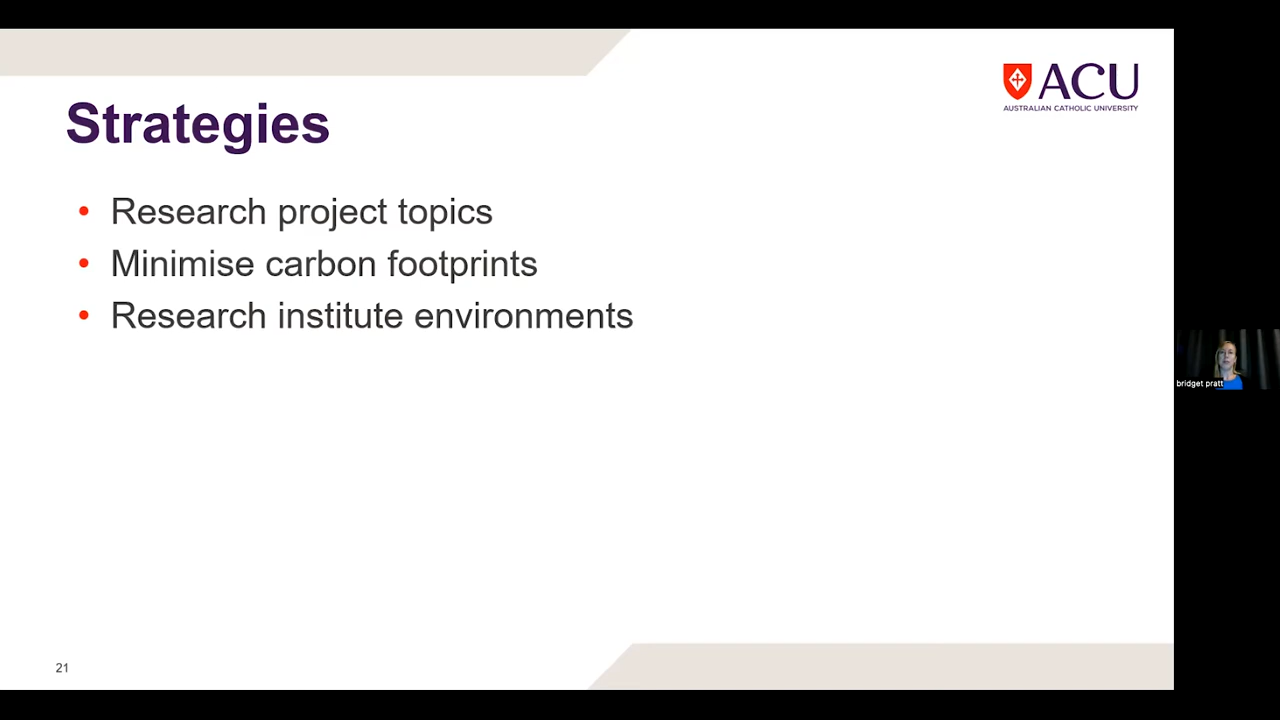 ACU
AUSTRALIAN CATHOLIC UNIVERSITY
Strategies
• Research project topics
• Minimise carbon footprints
• Research institute environments
bridget pratt
21